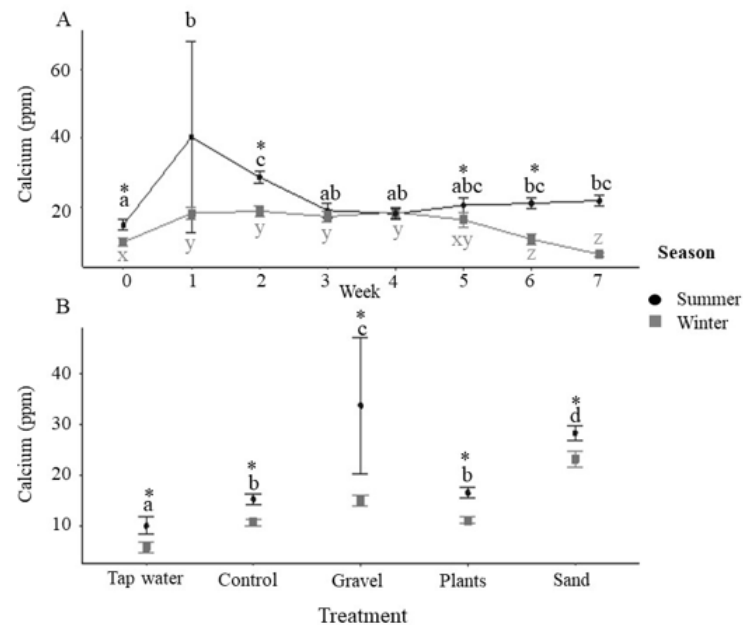 A
b
60
Calcium (ppm)
40
* *
a c ab ab abc bc bc
* *
20
x y y y y xy z z
0 1 2 3 4 5 6 7
Week
Season
Summer
Winter
B
* c
40
Calcium (ppm)
* d
30
* a * b * b
20
10
Tap water Control Gravel Plants Sand
Treatment